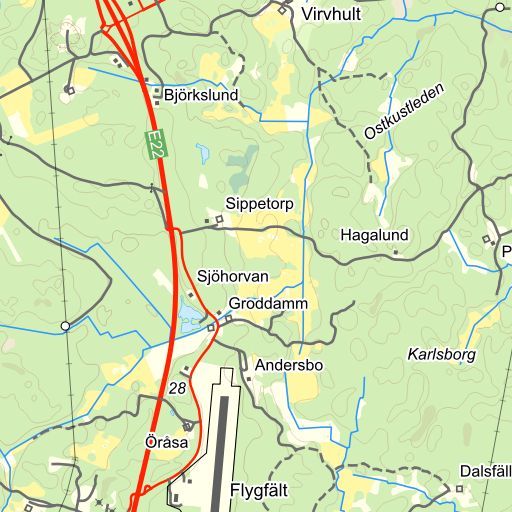 Virvhult
Björkslund
Ostkustleden
E22
Sippetorp
Hagalund
P
Sjöhorvan
Groddamm
Karlsborg
Andersbo
28
Öråsa
Dalsfäll
Flygfält